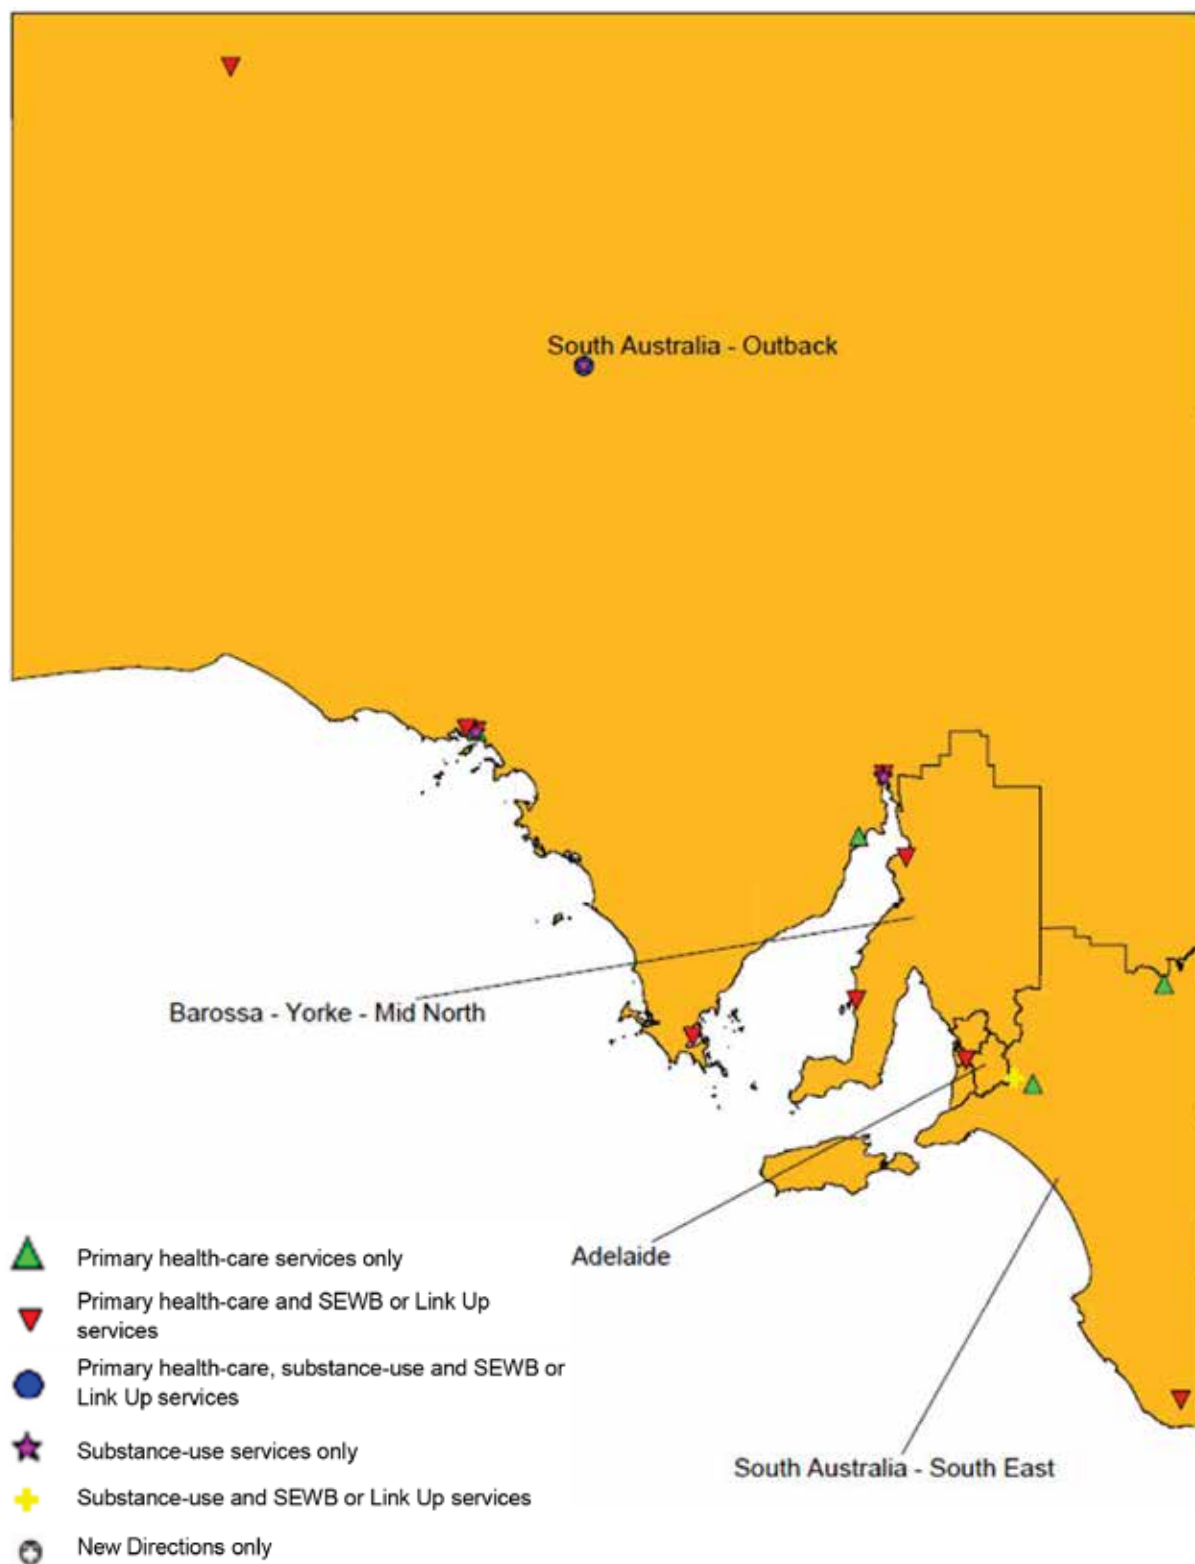 South Australia - Outback
Barossa - Yorke - Mid North
Adelaide
South Australia - South East
Primary health-care services only
Primary health-care and SEWB or Link Up
services
Primary health-care, substance-use and SEWB or
Link Up services
Substance-use services only
Substance-use and SEWB or Link Up services
New Directions only